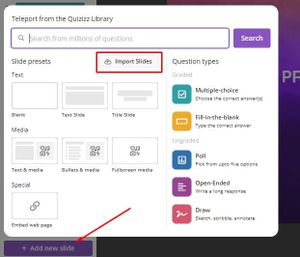 Teleport from the Quizizz Library
Search from millions of questions
Search
Slide presets
Import Slides
Question types
Text
Graded
Blank
Text Slide
Title Slide
Multiple-choice
Choose the correct answer(s)
Fill-in-the-blank
Type the correct answer
Media
Ungraded
Text & media
Bullets & media
Fullscreen media
Poll
Pick from upto five options
Special
Open-Ended
Write a long response
Embed web page
Draw
Sketch, scribble, annotate
+ Add new slide
PF